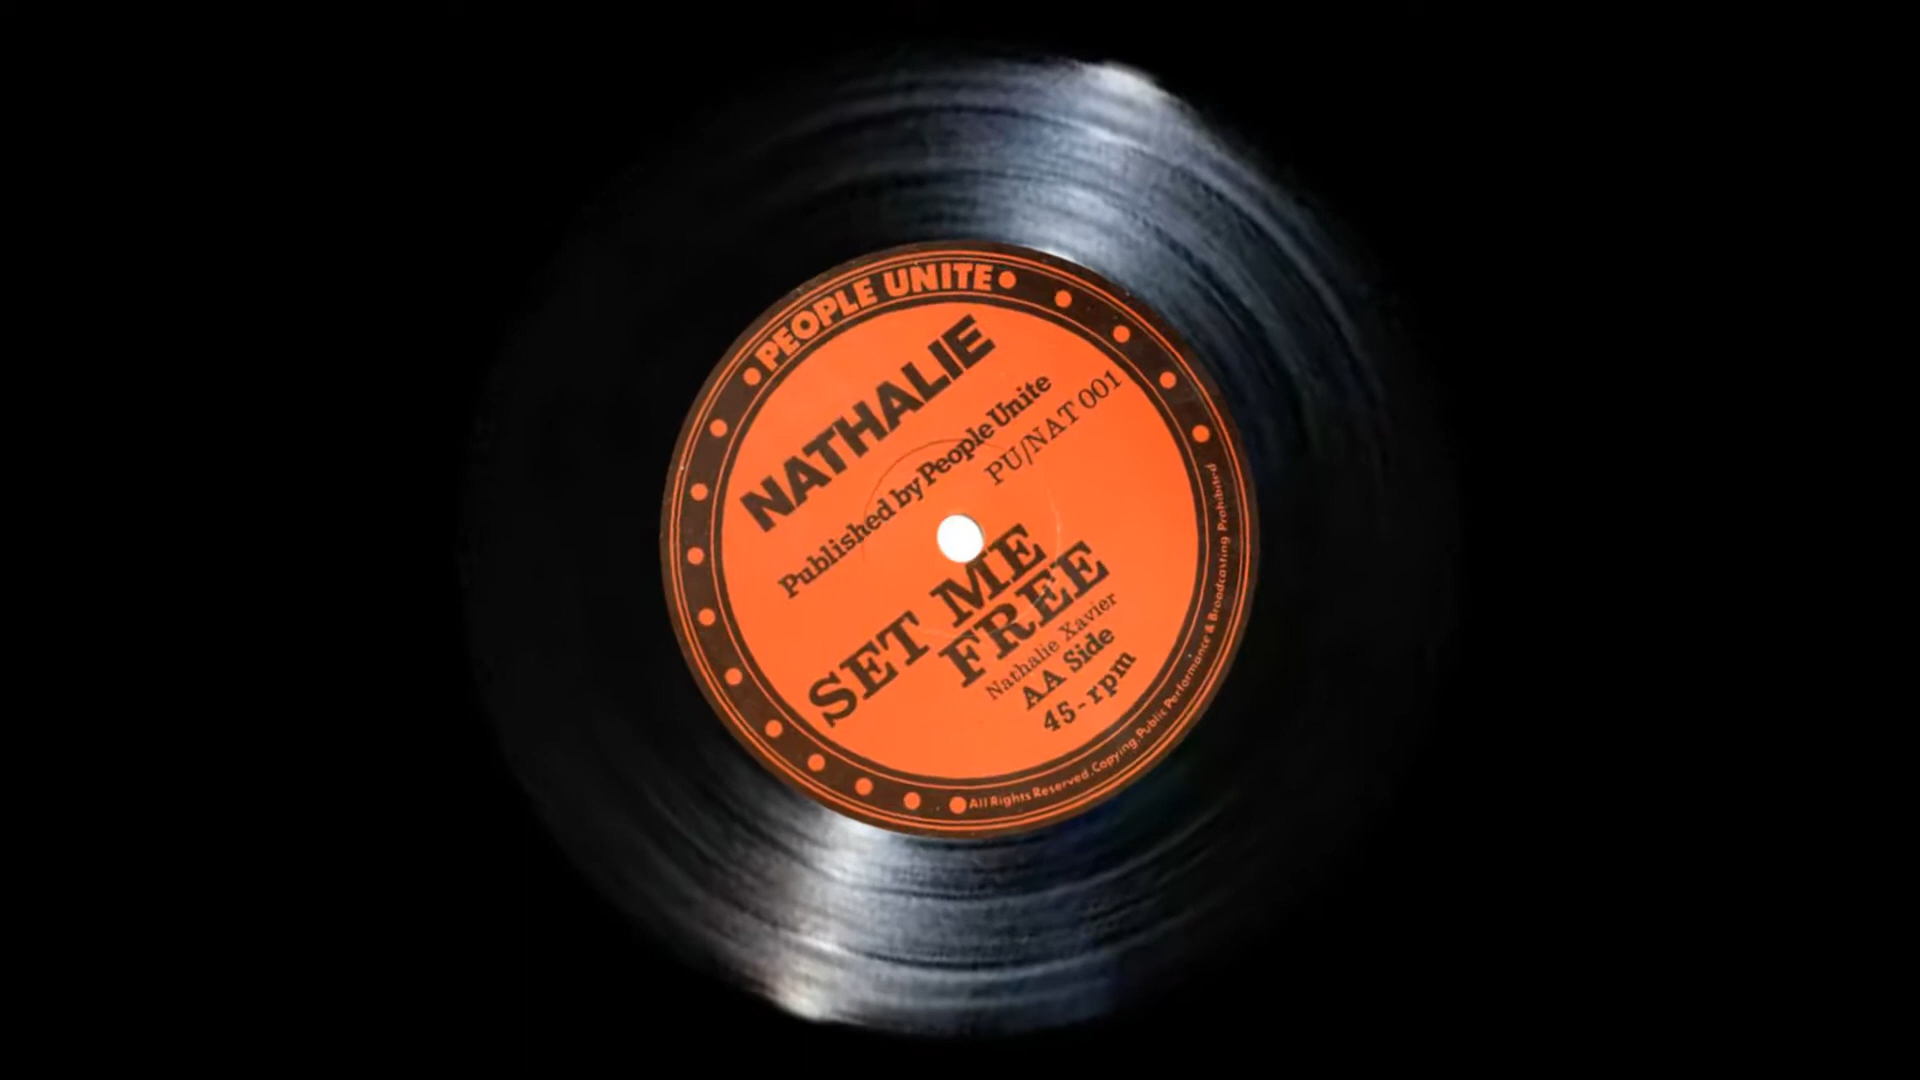 PEOPLE UNITE
NATHALIE
Published by People Unite
PU/NAT 001
SET ME
FREE
Nathalie Xavier
AA Side
45-rpm
All Rights Reserved. Copying. Public Performance & Broadcasting Prohibited